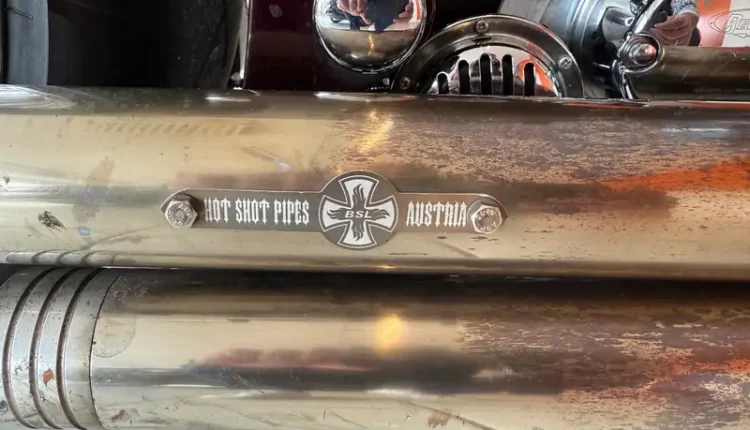 HOT SHOT PIPES BSL AUSTRIA